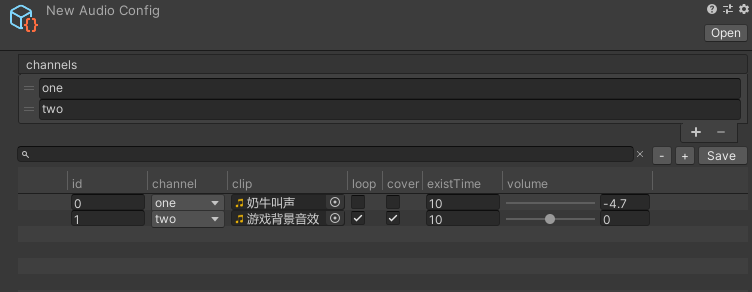 New Audio Config
Open
channels
one
two
+ −
- + Save
id channel clip loop cover existTime volume
0 one 奶牛叫声 10 -4.7
1 two 游戏背景音效 10 0